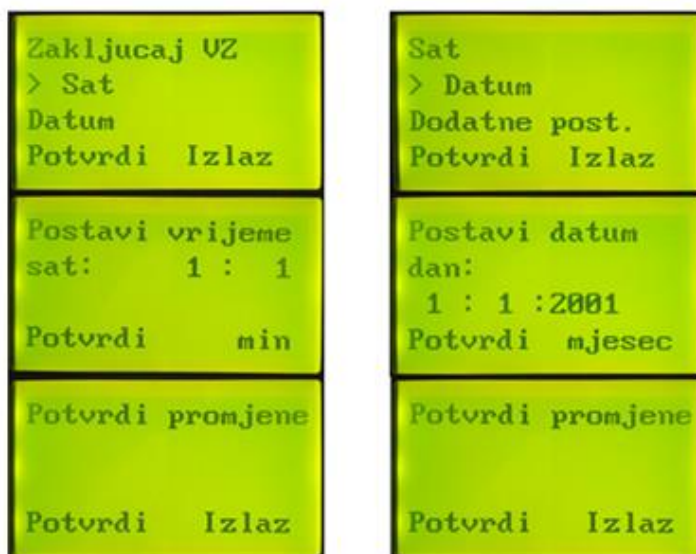 Zakljucaj VZ
> Sat
Datum
Potvrdi Izlaz
Postavi vrijeme
sat: 1 : 1
Potvrdi min
Potvrdi promjene
Potvrdi Izlaz
Sat
> Datum
Dodatne post.
Potvrdi Izlaz
Postavi datum
dan:
1 : 1 :2001
Potvrdi mjesec
Potvrdi promjene
Potvrdi Izlaz